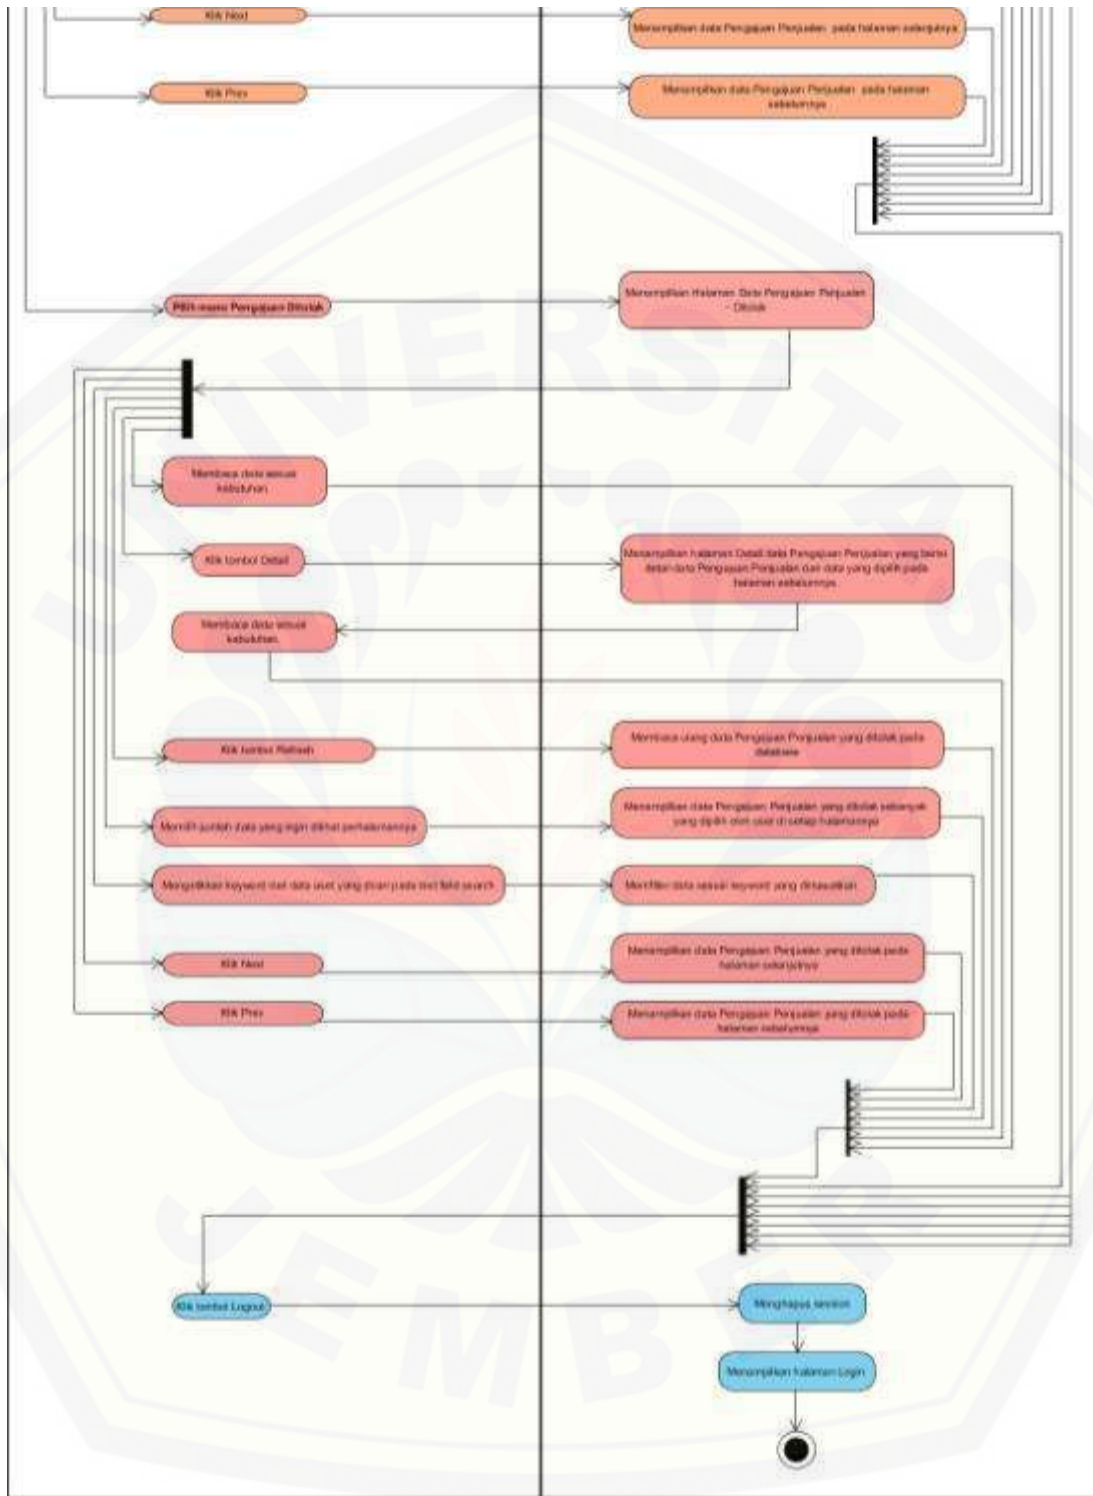 Klik Next
Menampilkan data Pengajuan Penjualan pada halaman selanjutnya
Klik Prev
Menampilkan data Pengajuan Penjualan pada halaman
sebelumnya
Pilih menu Pengajuan Ditolak
Menampilkan Halaman Data Pengajuan Penjualan
- Ditolak
Membaca data sesuai
kebutuhan.
Klik tombol Detail
Menampilkan halaman Detail data Pengajuan Penjualan yang berisi
detail data Pengajuan Penjualan dari data yang dipilih pada
halaman sebelumnya
Membaca data sesuai
kebutuhan.
Klik tombol Refresh
Membaca ulang data Pengajuan Penjualan yang ditolak pada
database
Memilih jumlah data yang ingin dilihat perhalamannya
Menampilkan data Pengajuan Penjualan yang ditolak sebanyak
yang dipilih oleh user di setiap halamannya
Mengetikkan keyword dari data user yang dicari pada text field search
Memfilter data sesuai keyword yang dimasukkan
Klik Next
Menampilkan data Pengajuan Penjualan yang ditolak pada
halaman selanjutnya
Klik Prev
Menampilkan data Pengajuan Penjualan yang ditolak pada
halaman sebelumnya
Klik tombol Logout
Menghapus session
Menampilkan halaman Login
UNIVERSITAS
JEMBER